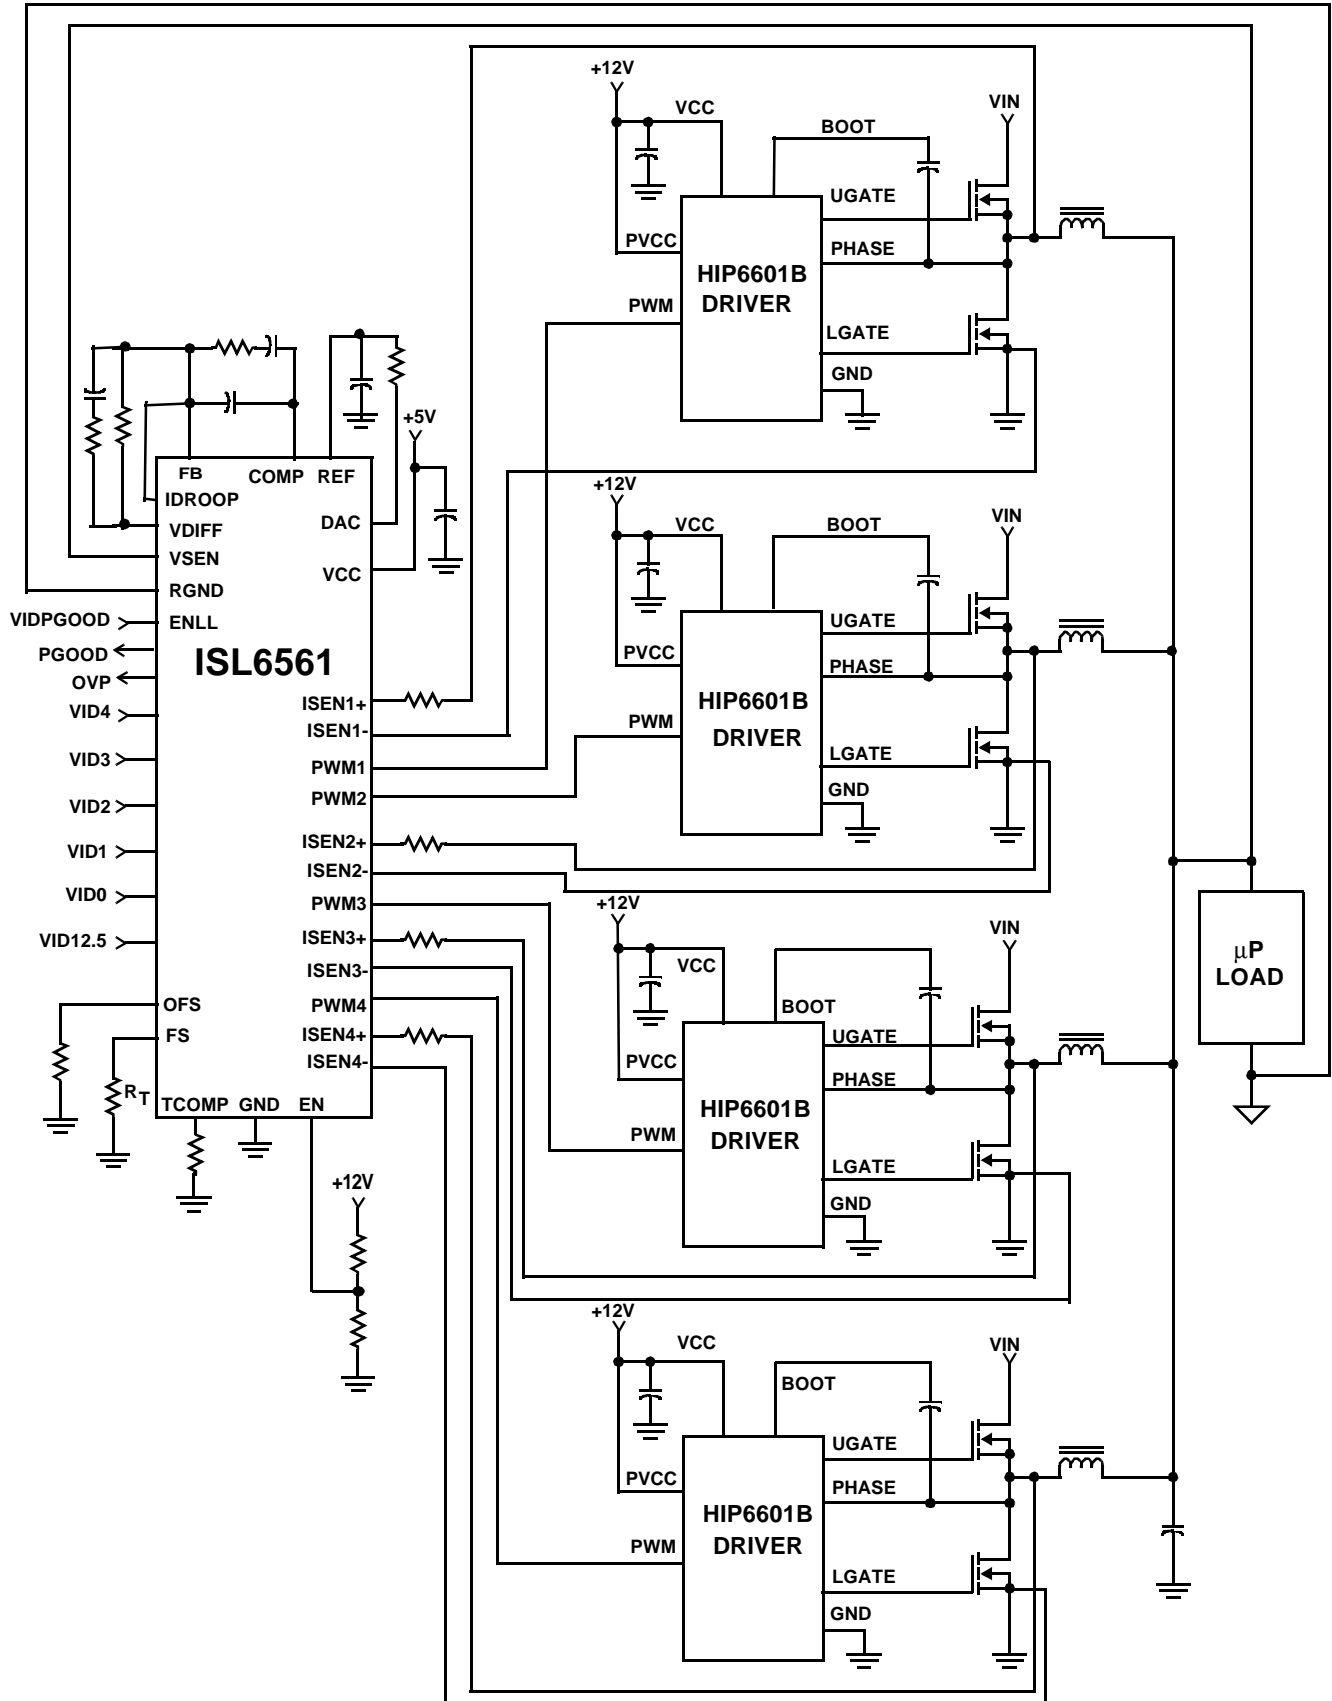 +12V
VCC
BOOT
VIN
UGATE
PVCC
PHASE
HIP6601B
DRIVER
PWM
LGATE
GND
+5V
FB
COMP
REF
IDROOP
DAC
VDIFF
VSEN
VCC
RGND
VIDPGOOD
ENLL
PGOOD
ISL6561
OVP
VID4
VID3
VID2
VID1
VID0
VID12.5
OFS
FS
RT
TCOMP
GND
EN
+12V
ISEN1+
ISEN1-
PWM1
PWM2
ISEN2+
ISEN2-
PWM3
ISEN3+
ISEN3-
PWM4
ISEN4+
ISEN4-
+12V
VCC
BOOT
VIN
UGATE
PVCC
PHASE
HIP6601B
DRIVER
PWM
LGATE
GND
+12V
VCC
BOOT
VIN
UGATE
PVCC
PHASE
HIP6601B
DRIVER
PWM
LGATE
GND
µP
LOAD
+12V
VCC
BOOT
VIN
UGATE
PVCC
PHASE
HIP6601B
DRIVER
PWM
LGATE
GND